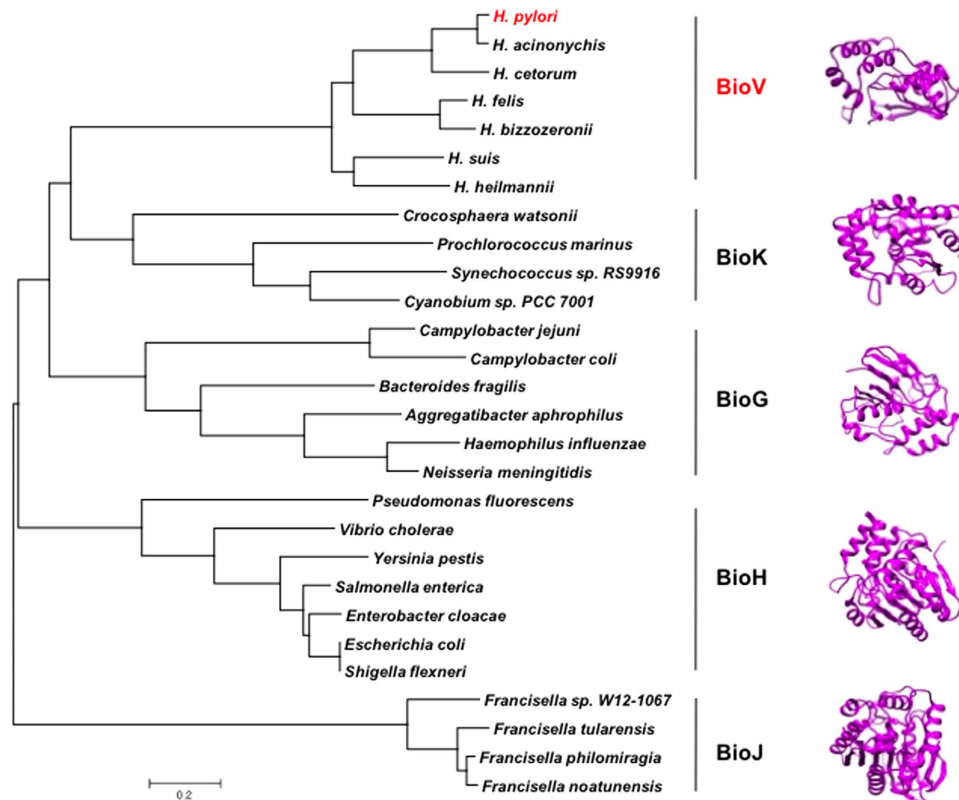 H. pylori
H. acinonychis
H. cetorum
H. felis
H. bizzozeronii
H. suis
H. heilmannii
BioV
Crocosphaera watsonii
Prochlorococcus marinus
Synechococcus sp. RS9916
Cyanobium sp. PCC 7001
BioK
Campylobacter jejuni
Campylobacter coli
Bacteroides fragilis
Aggregatibacter aphrophilus
Haemophilus influenzae
Neisseria meningitidis
BioG
Pseudomonas fluorescens
Vibrio cholerae
Yersinia pestis
Salmonella enterica
Enterobacter cloacae
Escherichia coli
Shigella flexneri
BioH
Francisella sp. W12-1067
Francisella tularensis
Francisella philomiragia
Francisella noatunensis
BioJ
0.2